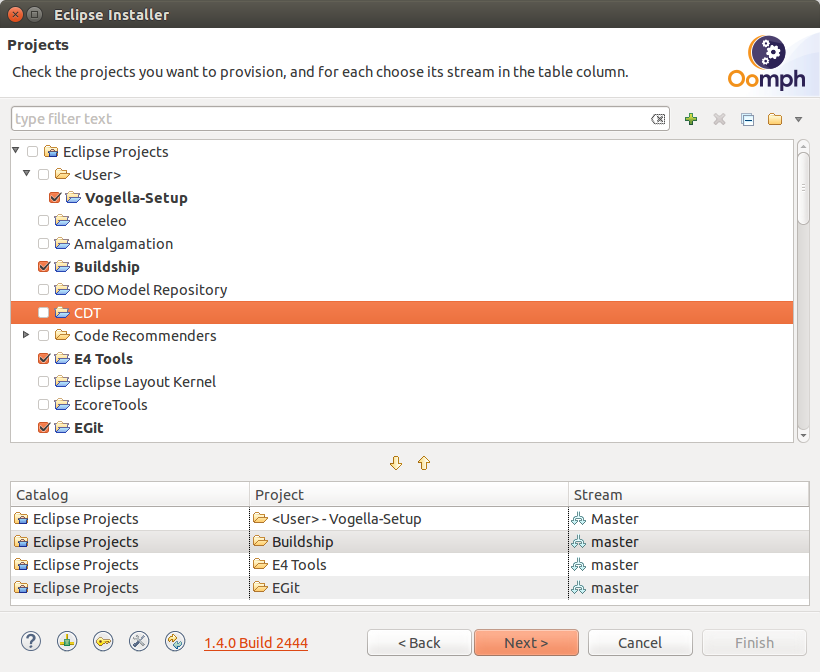 Eclipse Installer
Projects
Check the projects you want to provision, and for each choose its stream in the table column.
Oomph
type filter text
Eclipse Projects
<User>
Vogella-Setup
Acceleo
Amalgamation
Buildship
CDO Model Repository
CDT
Code Recommenders
E4 Tools
Eclipse Layout Kernel
EcoreTools
EGit
Catalog Project Stream
Eclipse Projects <User> - Vogella-Setup Master
Eclipse Projects Buildship master
Eclipse Projects E4 Tools master
Eclipse Projects EGit master
? 1.4.0 Build 2444 < Back Next > Cancel Finish